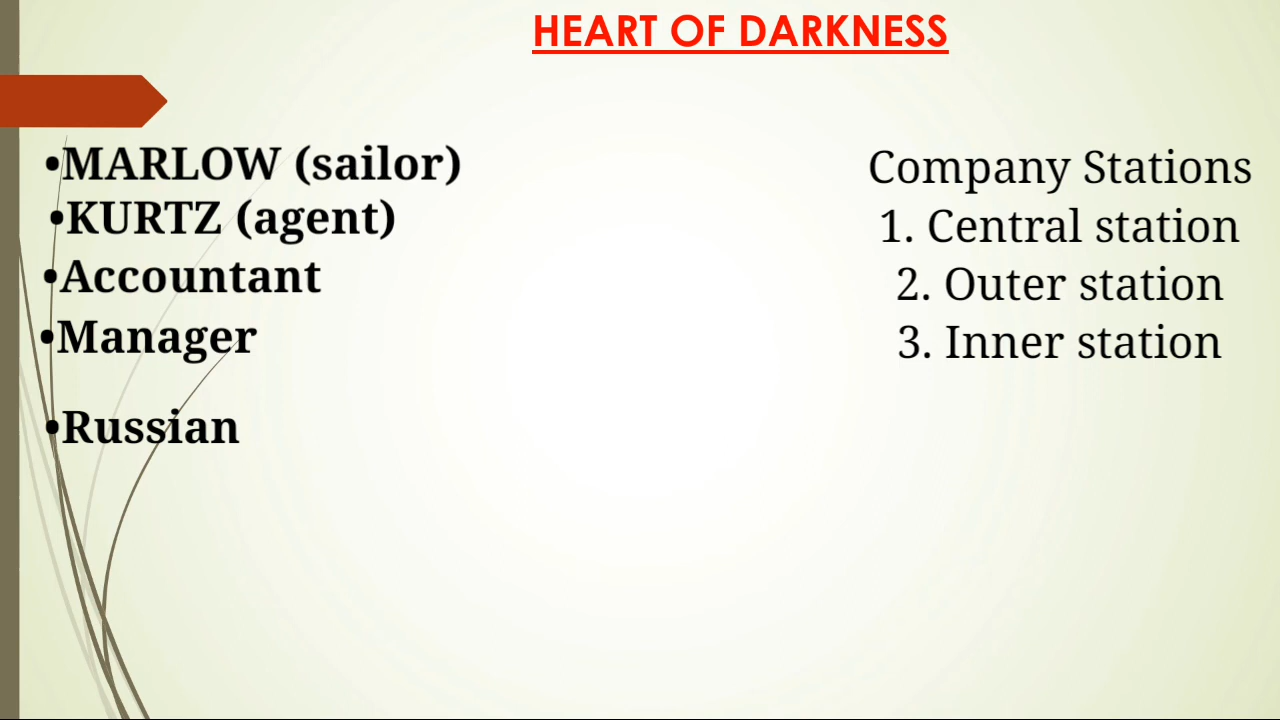 HEART OF DARKNESS
•MARLOW (sailor)
•KURTZ (agent)
•Accountant
•Manager
•Russian
Company Stations
1. Central station
2. Outer station
3. Inner station